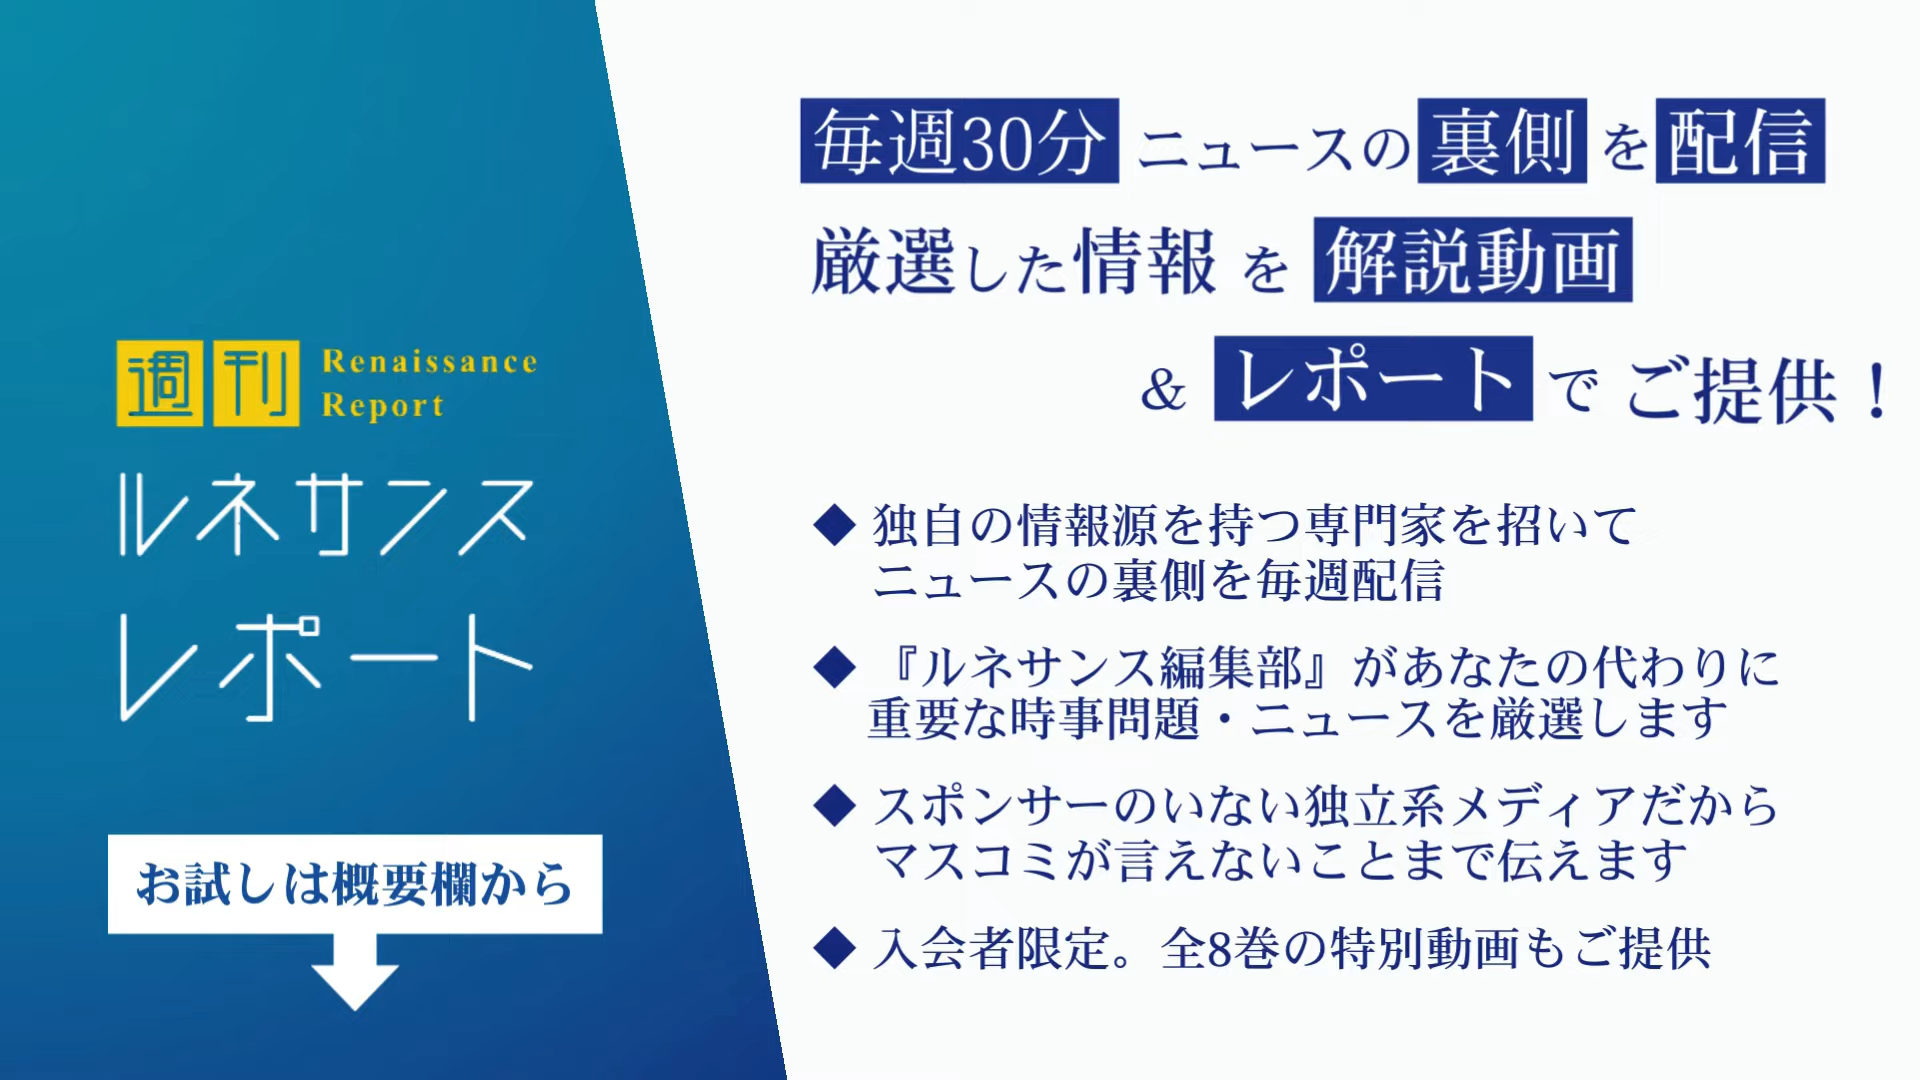 週刊 Renaissance
Report
ルネサンス
レポート
お試しは概要欄から
毎週30分 ニュースの裏側を配信
厳選した情報を解説動画
& レポートでご提供！
◆ 独自の情報源を持つ専門家を招いて
ニュースの裏側を毎週配信
◆ 『ルネサンス編集部』があなたの代わりに
重要な時事問題・ニュースを厳選します
◆ スポンサーのいない独立系メディアだから
マスコミが言えないことまで伝えます
◆ 入会者限定。全8巻の特別動画もご提供